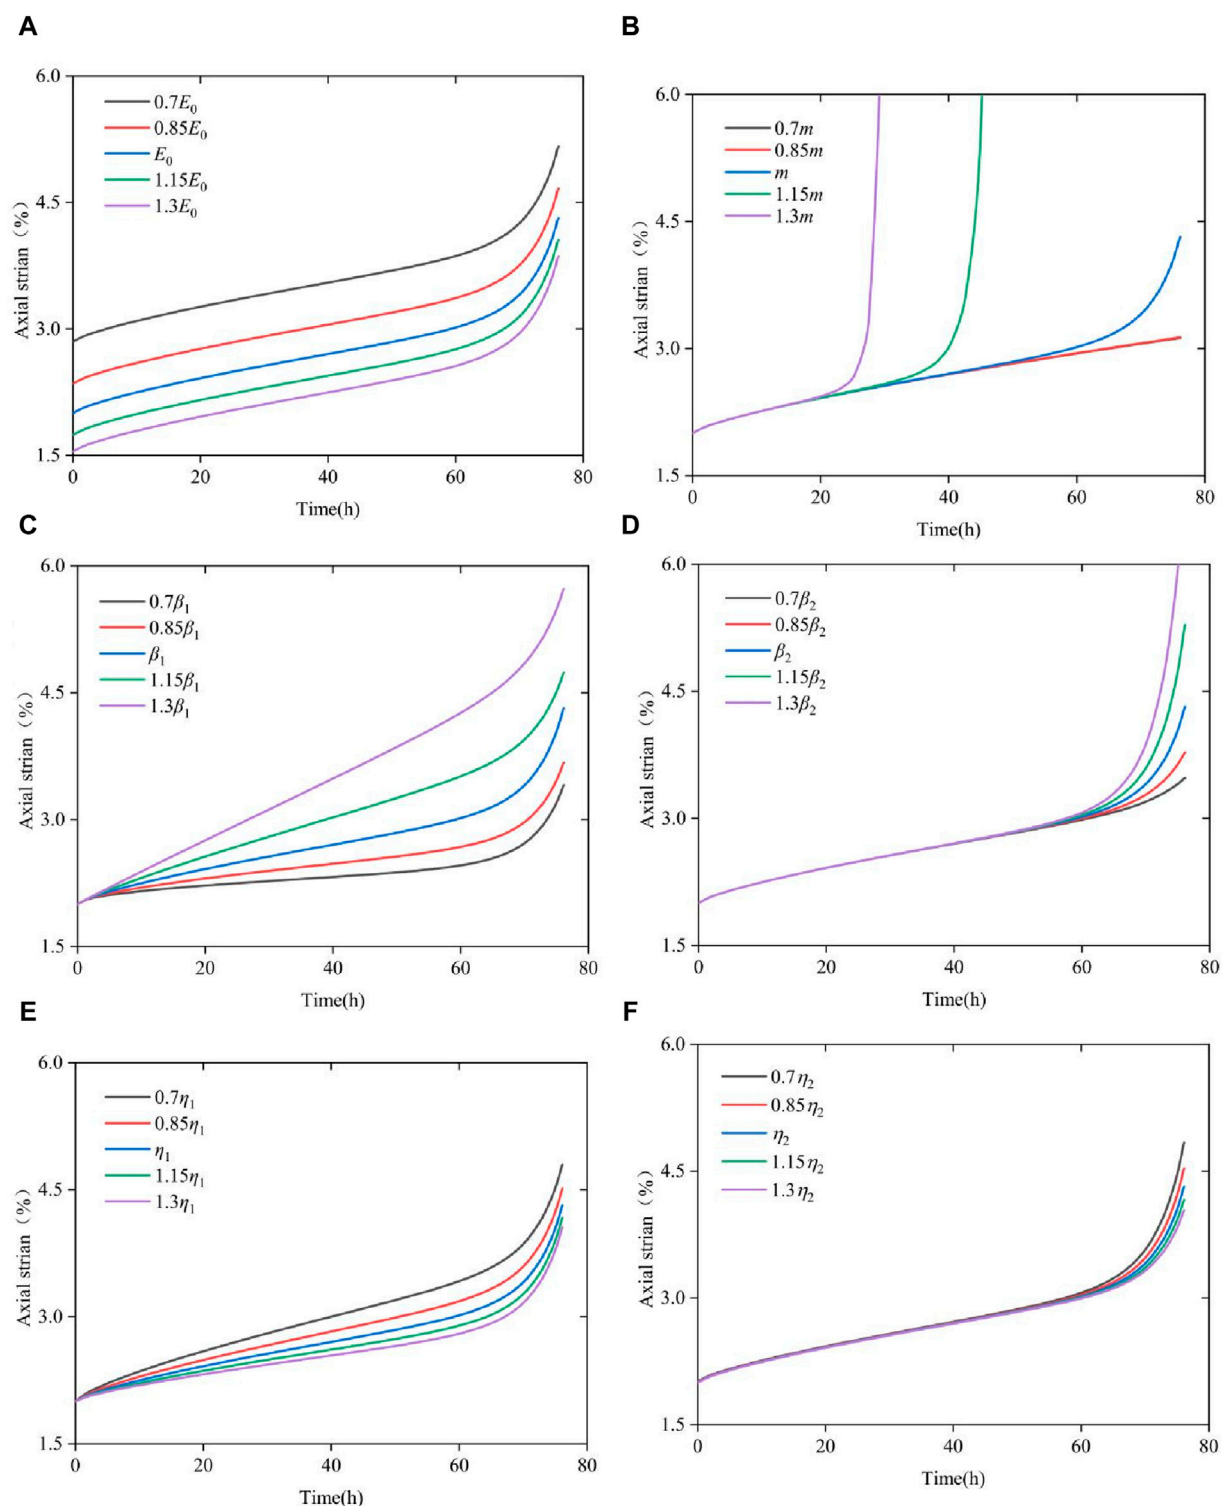 A
6.0
4.5
3.0
1.5
0 20 40 60 80
Axial strian（%）
Time(h)
0.7E₀
0.85E₀
E₀
1.15E₀
1.3E₀
B
6.0
4.5
3.0
1.5
0 20 40 60 80
Axial strian（%）
Time(h)
0.7m
0.85m
m
1.15m
1.3m
C
6.0
4.5
3.0
1.5
0 20 40 60 80
Axial strian（%）
Time(h)
0.7β₁
0.85β₁
β₁
1.15β₁
1.3β₁
D
6.0
4.5
3.0
1.5
0 20 40 60 80
Axial strian（%）
Time(h)
0.7β₂
0.85β₂
β₂
1.15β₂
1.3β₂
E
6.0
4.5
3.0
1.5
0 20 40 60 80
Axial strian（%）
Time(h)
0.7η₁
0.85η₁
η₁
1.15η₁
1.3η₁
F
6.0
4.5
3.0
1.5
0 20 40 60 80
Axial strian（%）
Time(h)
0.7η₂
0.85η₂
η₂
1.15η₂
1.3η₂